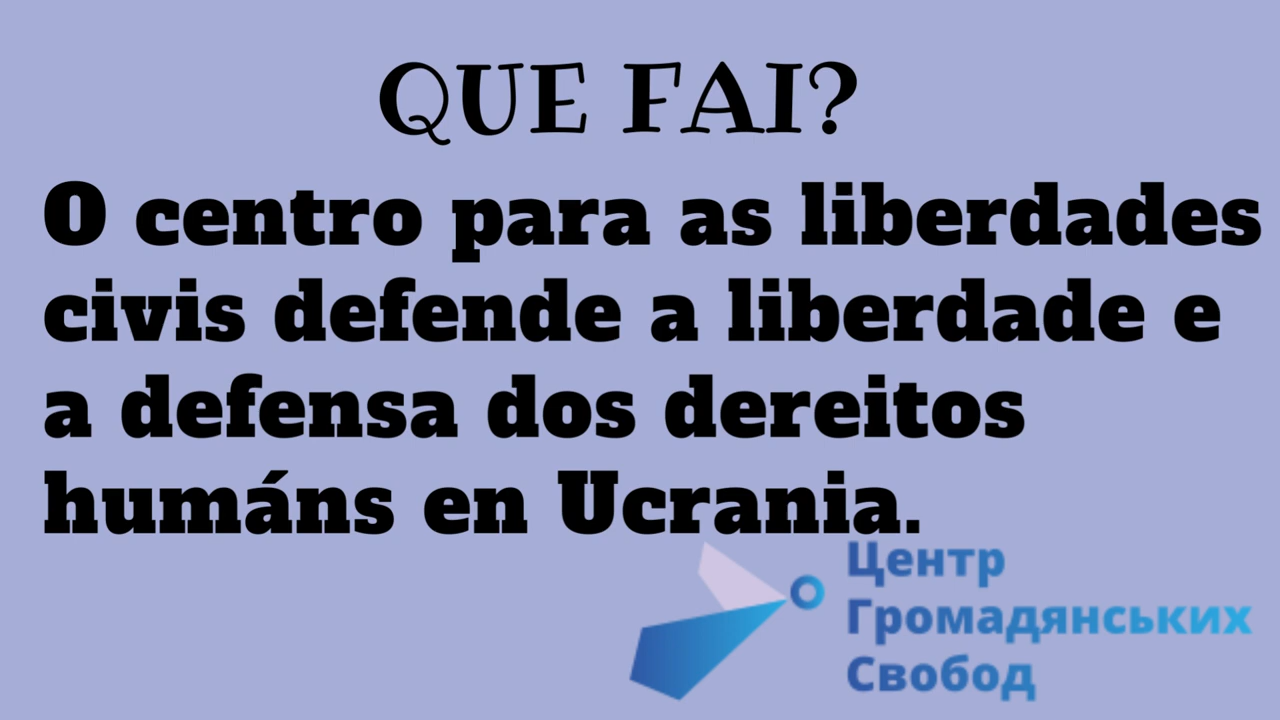 QUE FAI?
O centro para as liberdades
civis defende a liberdade e
a defensa dos dereitos
humáns en Ucrania.
Центр
Громадянських
Свобод